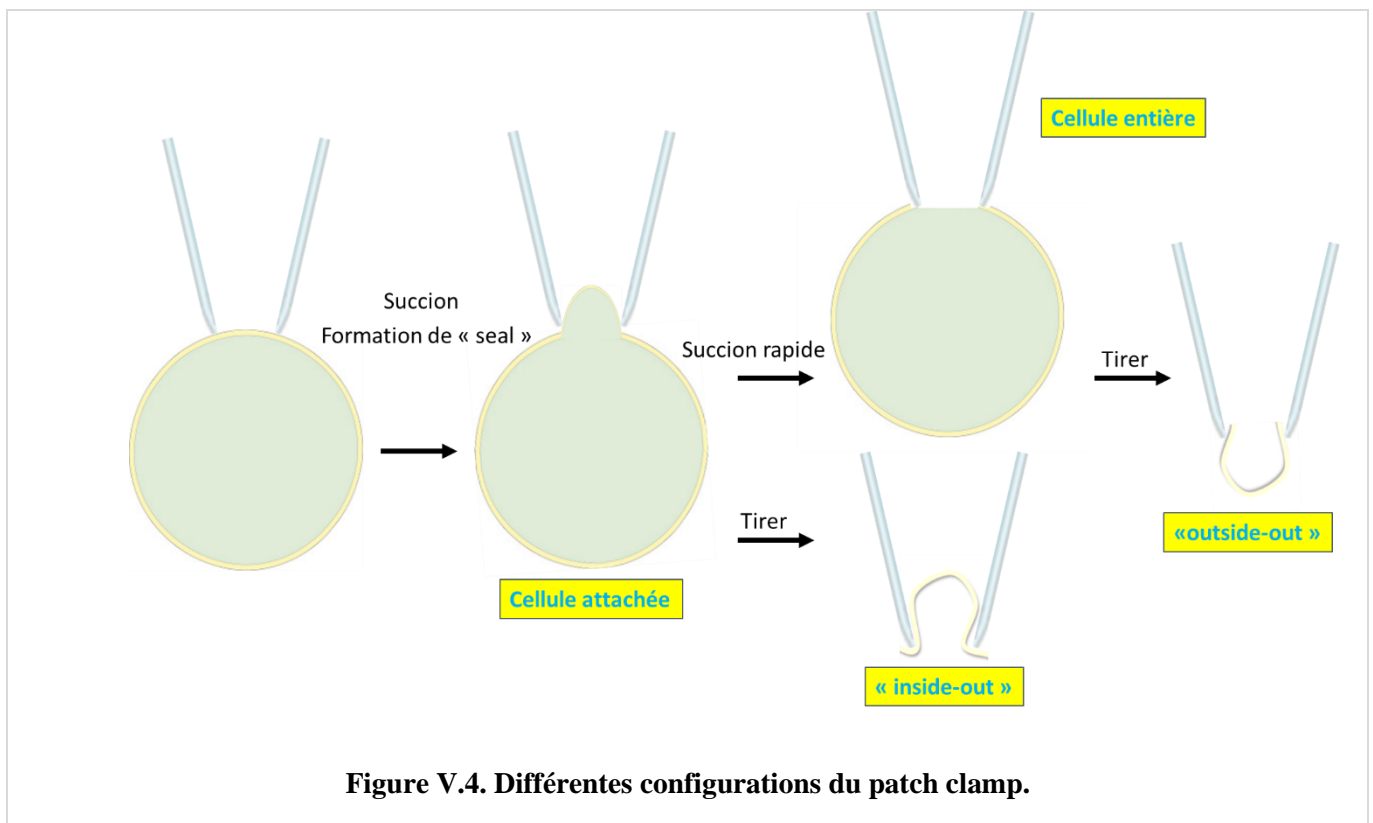 Cellule entière
Succion
Formation de « seal »
Succion rapide
Tirer
Tirer
«outside-out »
Cellule attachée
« inside-out »
Figure V.4. Différentes configurations du patch clamp.